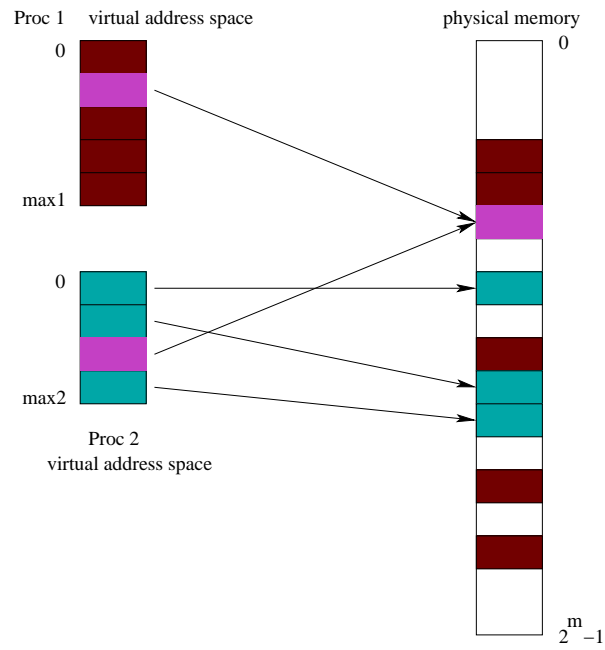 Proc 1 virtual address space
physical memory
0
0
max1
0
max2
Proc 2
virtual address space
2^m-1